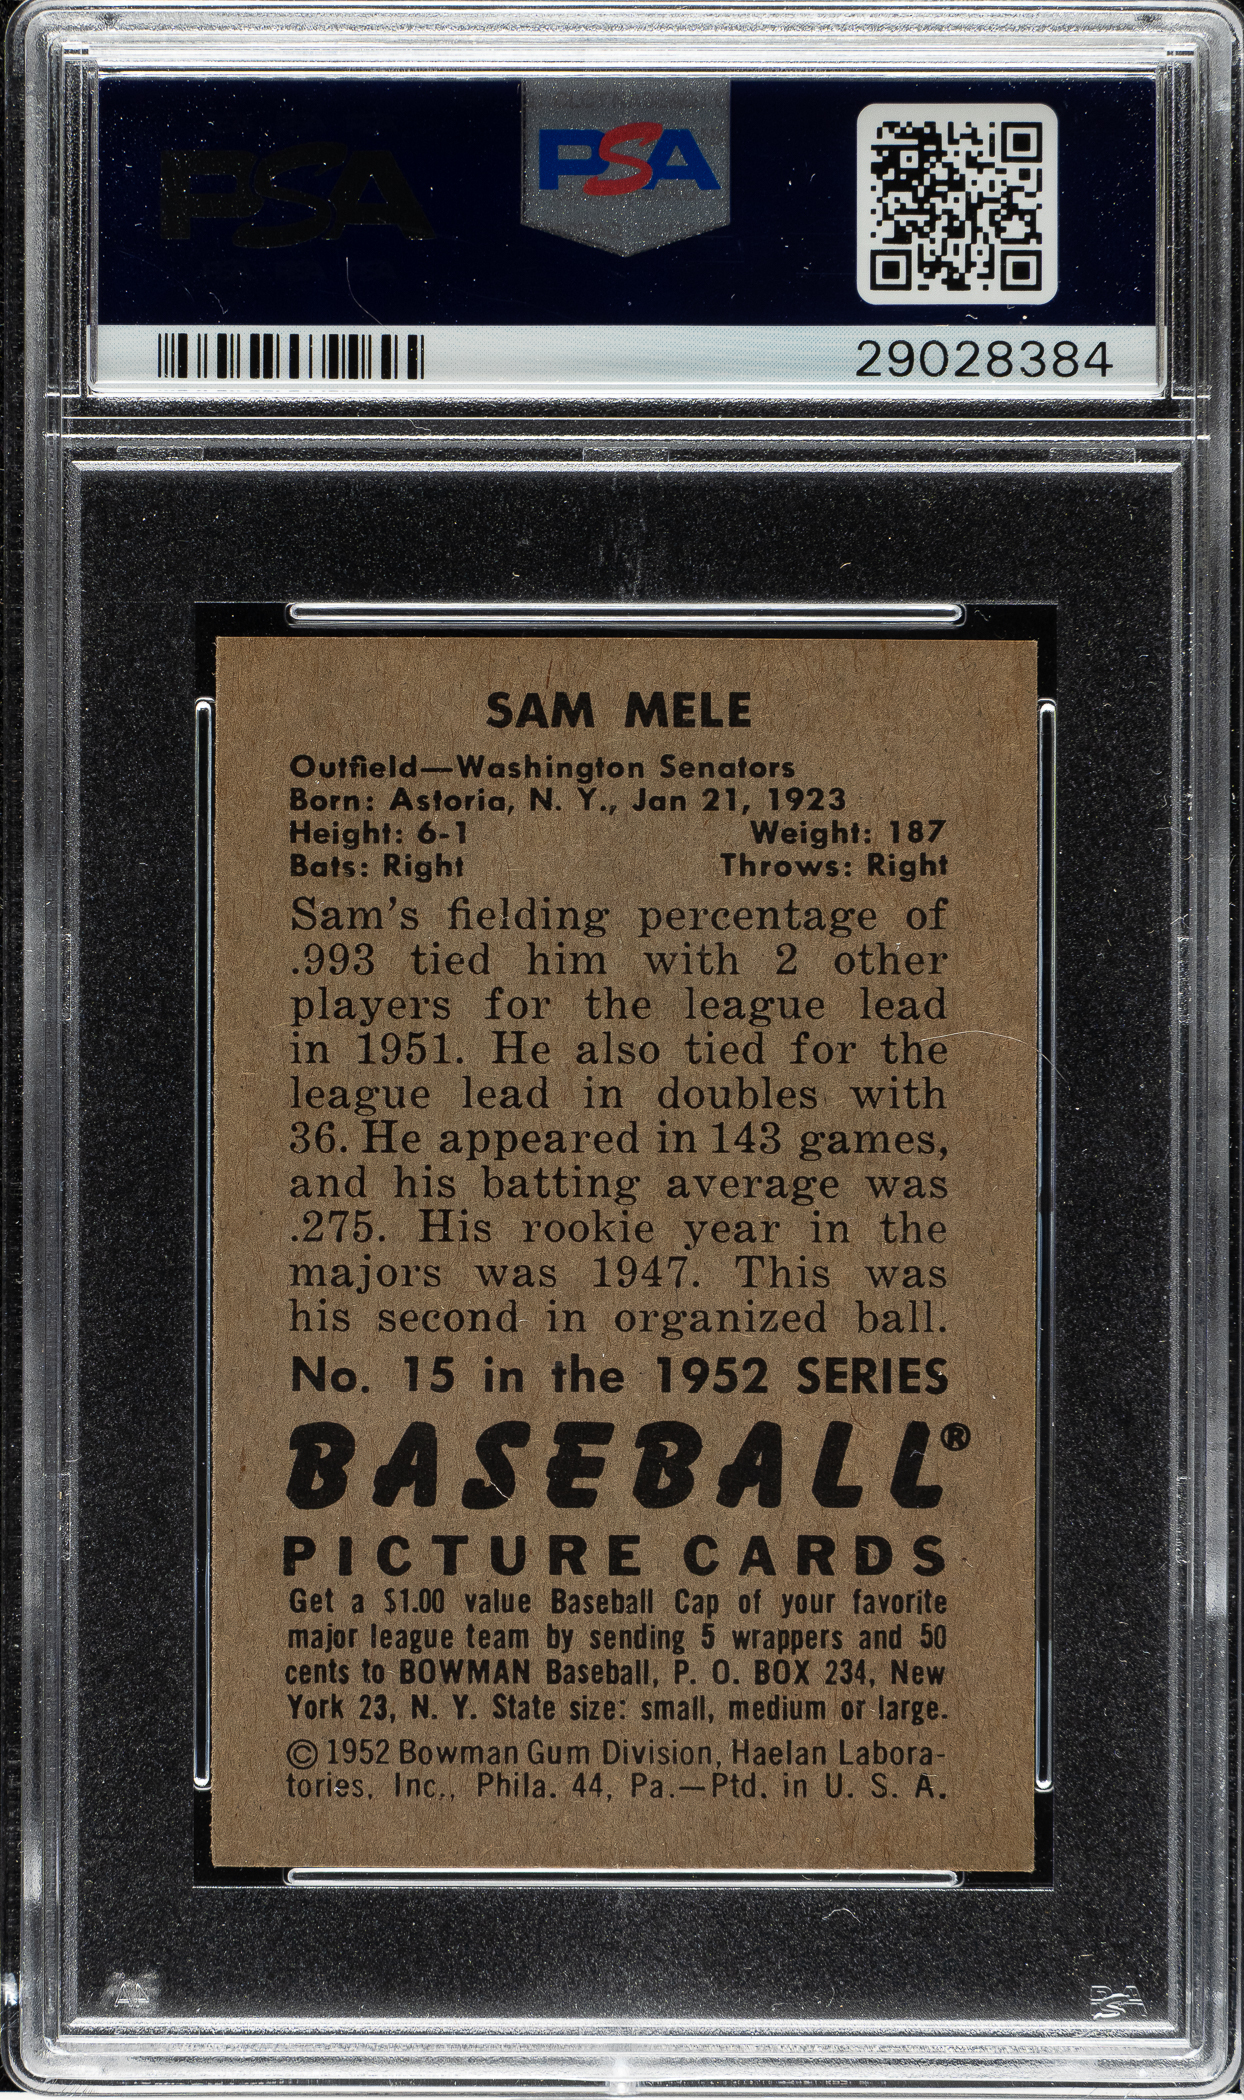 PSA
PSA
29028384
SAM MELE
Outfield—Washington Senators
Born: Astoria, N. Y., Jan 21, 1923
Height: 6-1 Weight: 187
Bats: Right Throws: Right
Sam's fielding percentage of
.993 tied him with 2 other
players for the league lead
in 1951. He also tied for the
league lead in doubles with
36. He appeared in 143 games,
and his batting average was
.275. His rookie year in the
majors was 1947. This was
his second in organized ball.
No. 15 in the 1952 SERIES
BASEBALL®
PICTURE CARDS
Get a $1.00 value Baseball Cap of your favorite
major league team by sending 5 wrappers and 50
cents to BOWMAN Baseball, P. O. BOX 234, New
York 23, N. Y. State size: small, medium or large.
© 1952 Bowman Gum Division, Haelan Labora-
tories, Inc., Phila. 44, Pa.—Ptd. in U. S. A.
PSA